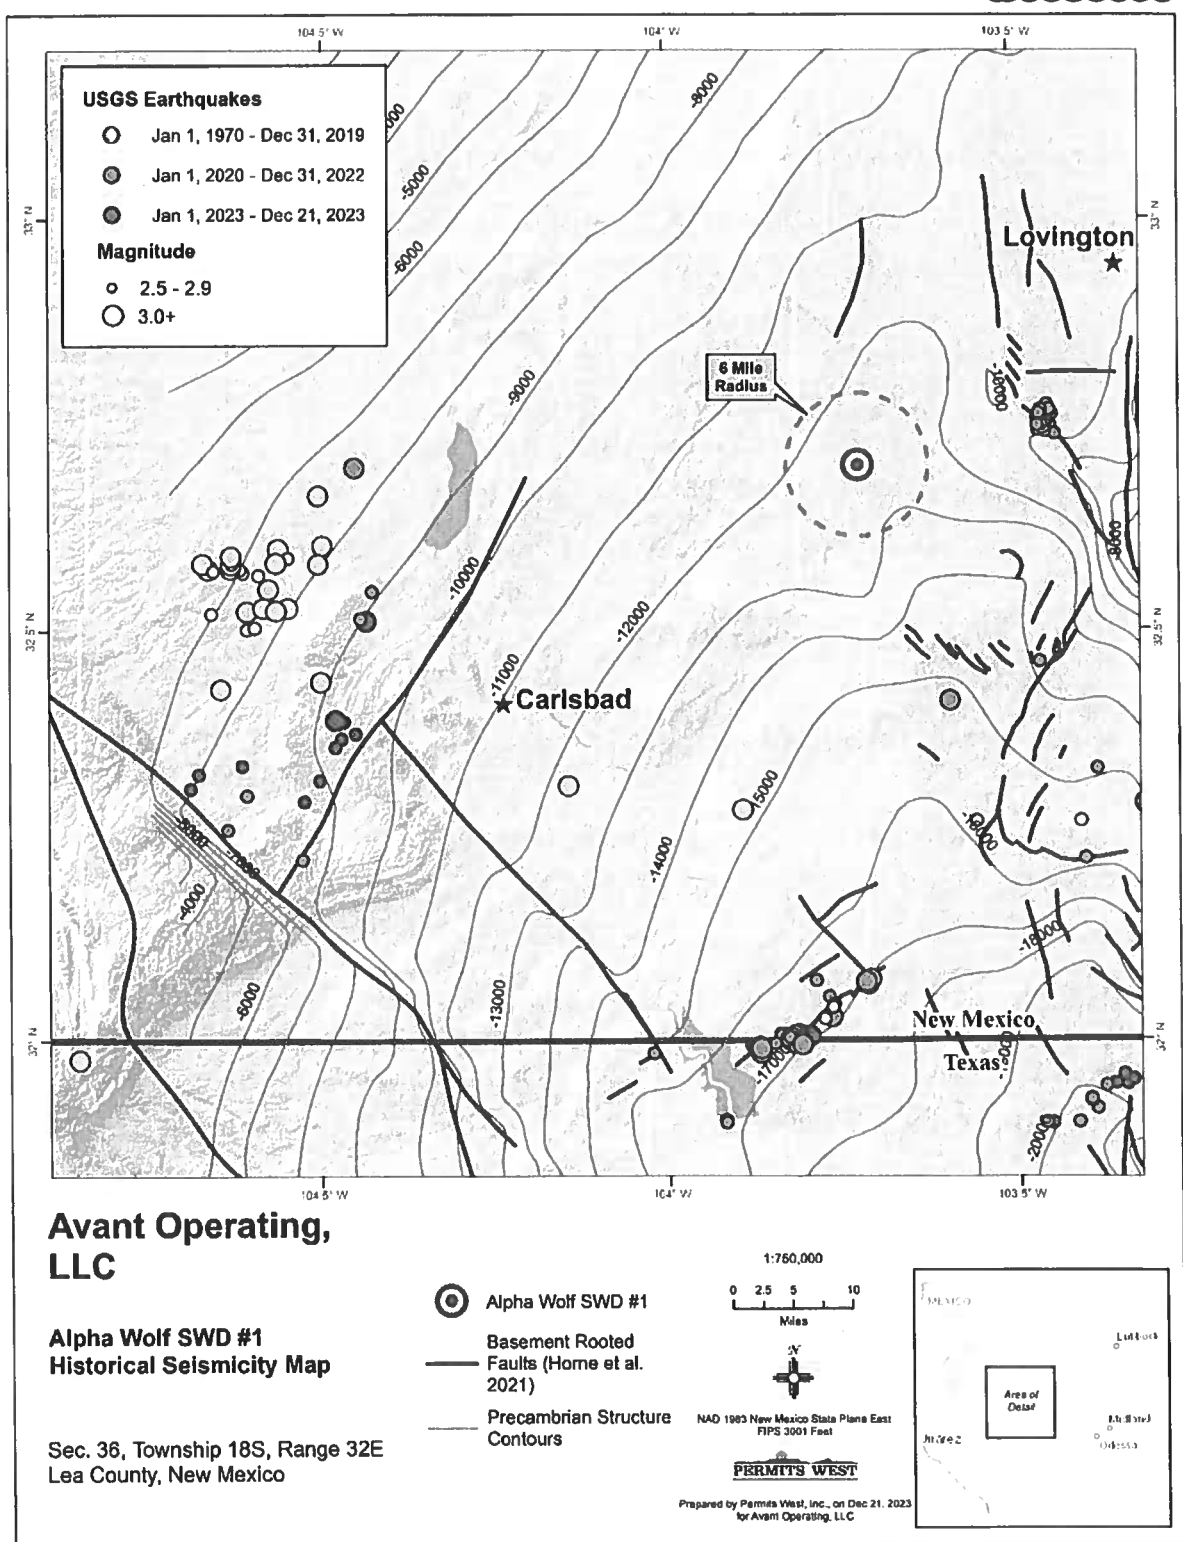 104.5° W
104° W
103.5° W
USGS Earthquakes
Jan 1, 1970 - Dec 31, 2019
Jan 1, 2020 - Dec 31, 2022
Jan 1, 2023 - Dec 21, 2023
Magnitude
2.5 - 2.9
3.0+
-8000
-5000
-6000
33° N
33° N
Lovington
6 Mile
Radius
-9000
-10000
-12000
-11000
-9000
32.5° N
32.5° N
Carlsbad
-15000
-14000
-4000
-18000
-6000
-13000
New Mexico
Texas
-17000
32° N
32° N
104.5° W
104° W
103.5° W
Avant Operating,
LLC
Alpha Wolf SWD #1
Historical Seismicity Map
Sec. 36, Township 18S, Range 32E
Lea County, New Mexico
Alpha Wolf SWD #1
Basement Rooted
Faults (Horne et al.
2021)
Precambrian Structure
Contours
1:750,000
0 2.5 5 10
Miles
N
NAD 1983 New Mexico State Plane East
FIPS 3001 Feet
PERMITS WEST
Prepared by Permits West, Inc., on Dec 21, 2023
for Avant Operating, LLC
MEXICO
Lubbock
Area of
Detail
Midland
Odessa
Juárez